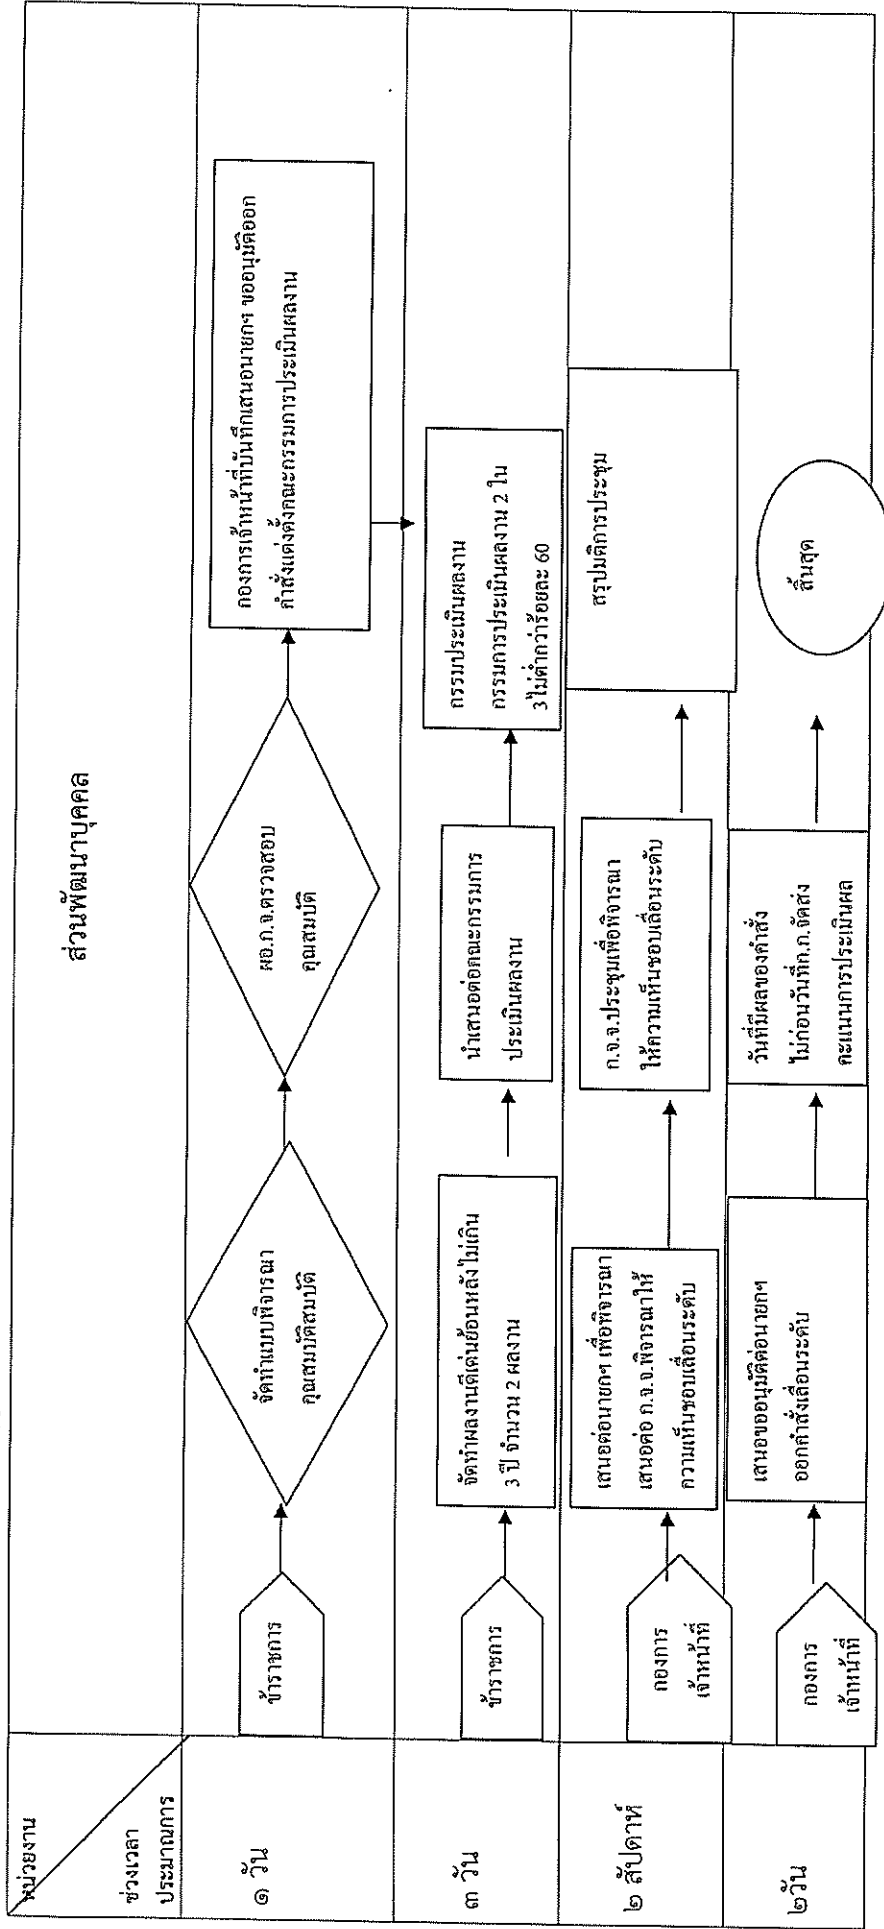 หน่วยงาน
ช่วงเวลา
ประมาณการ
ส่วนพัฒนาบุคคล
๑ วัน
ข้าราชการ
จัดทำแบบพิจารณา
คุณสมบัติสมบัติ
ผอ.ก.จ.ตรวจสอบ
คุณสมบัติ
กองการเจ้าหน้าที่บันทึกเสนอนายกฯ ขออนุมัติออก
คำสั่งแต่งตั้งคณะกรรมการประเมินผลงาน
๓ วัน
ข้าราชการ
จัดทำผลงานดีเด่นย้อนหลัง ไม่เกิน
3 ปี จำนวน 2 ผลงาน
นำเสนอต่อคณะกรรมการ
ประเมินผลงาน
กรรมประเมินผลงาน
กรรมการประเมินผลงาน 2 ใน
3 ไม่ต่ำกว่าร้อยละ 60
๒ สัปดาห์
กองการ
เจ้าหน้าที่
เสนอต่อนายกฯ เพื่อพิจารณา
เสนอต่อ ก.จ.จ.พิจารณาให้
ความเห็นชอบเลื่อนระดับ
ก.จ.จ.ประชุมเพื่อพิจารณา
ให้ความเห็นชอบเลื่อนระดับ
สรุปมติการประชุม
๒วัน
กองการ
เจ้าหน้าที่
เสนอขออนุมัติต่อนายกฯ
ออกคำสั่งเลื่อนระดับ
วันที่มีผลของคำสั่ง
ไม่ก่อนวันที่ก.ก.จัดส่ง
คะแนนการประเมินผล
สิ้นสุด